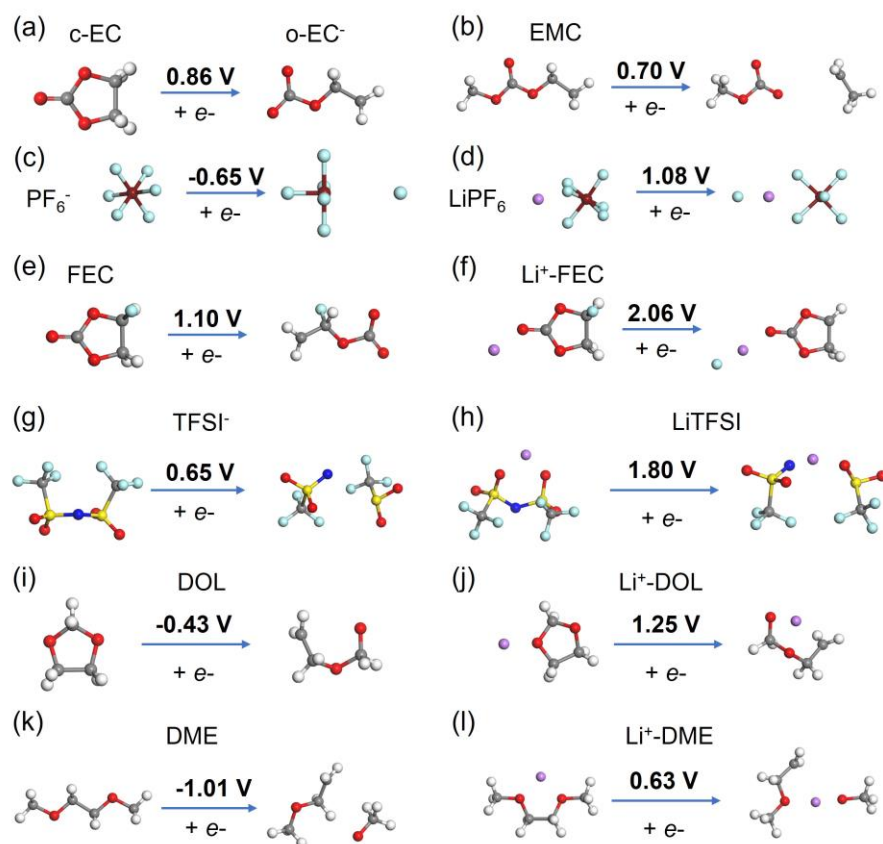 (a)
c-EC
o-EC⁻
0.86 V
+ e-
(b)
EMC
0.70 V
+ e-
(c)
PF₆⁻
-0.65 V
+ e-
(d)
LiPF₆
1.08 V
+ e-
(e)
FEC
1.10 V
+ e-
(f)
Li⁺-FEC
2.06 V
+ e-
(g)
TFSI⁻
0.65 V
+ e-
(h)
LiTFSI
1.80 V
+ e-
(i)
DOL
-0.43 V
+ e-
(j)
Li⁺-DOL
1.25 V
+ e-
(k)
DME
-1.01 V
+ e-
(l)
Li⁺-DME
0.63 V
+ e-